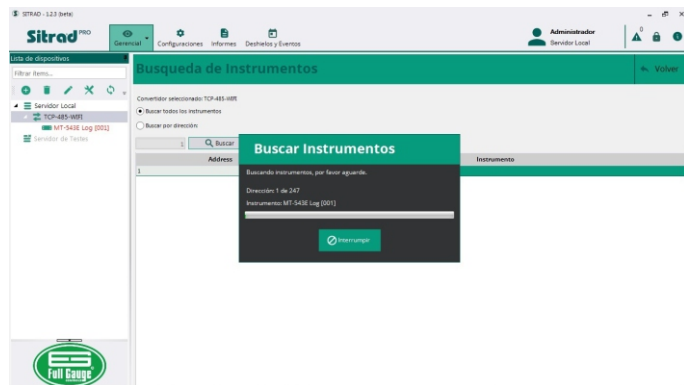 SITRAD - 1.2.3 (beta)
Sitrad PRO
Gerencial
Configuraciones
Informes
Deshielos y Eventos
Administrador
Servidor Local
0
Lista de dispositivos
Filtrar items...
Busqueda de Instrumentos
Volver
Servidor Local
TCP-485-WIFI
MT-543E Log [001]
Servidor de Testes
Convertidor seleccionado: TCP-485-WIFI
Buscar todos los instrumentos
Buscar por dirección:
1
Buscar
Address
Instrumento
1
Buscar Instrumentos
Buscando instrumentos, por favor aguarde.
Dirección: 1 de 247
Instrumento: MT-543E Log [001]
Interrumpir
Full Gauge